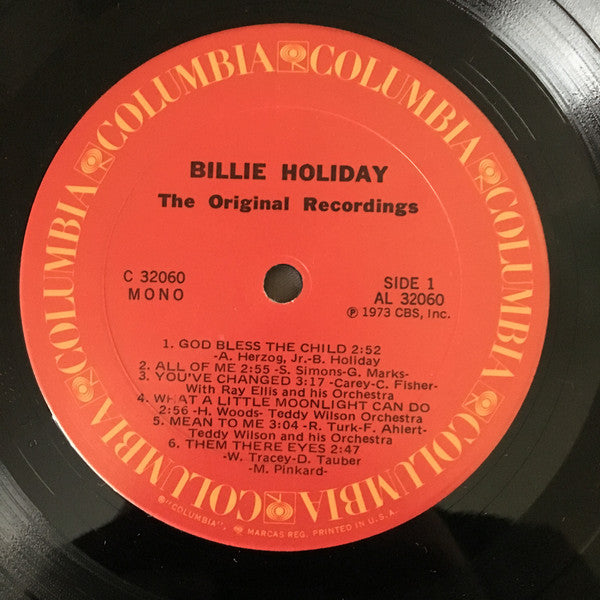 COLUMBIA COLUMBIA COLUMBIA COLUMBIA COLUMBIA COLUMBIA
BILLIE HOLIDAY
The Original Recordings
C 32060
MONO
SIDE 1
AL 32060
℗ 1973 CBS, Inc.
1. GOD BLESS THE CHILD 2:52
-A. Herzog, Jr.-B. Holiday
2. ALL OF ME 2:55 -S. Simons-G. Marks-
3. YOU'VE CHANGED 3:17 -Carey-C. Fisher-
With Ray Ellis and his Orchestra
4. WHAT A LITTLE MOONLIGHT CAN DO
2:56 -H. Woods- Teddy Wilson Orchestra
5. MEAN TO ME 3:04 -R. Turk-F. Ahlert-
Teddy Wilson and his Orchestra
6. THEM THERE EYES 2:47
-W. Tracey-D. Tauber
-M. Pinkard-
"COLUMBIA", MARCAS REG. PRINTED IN U.S.A.